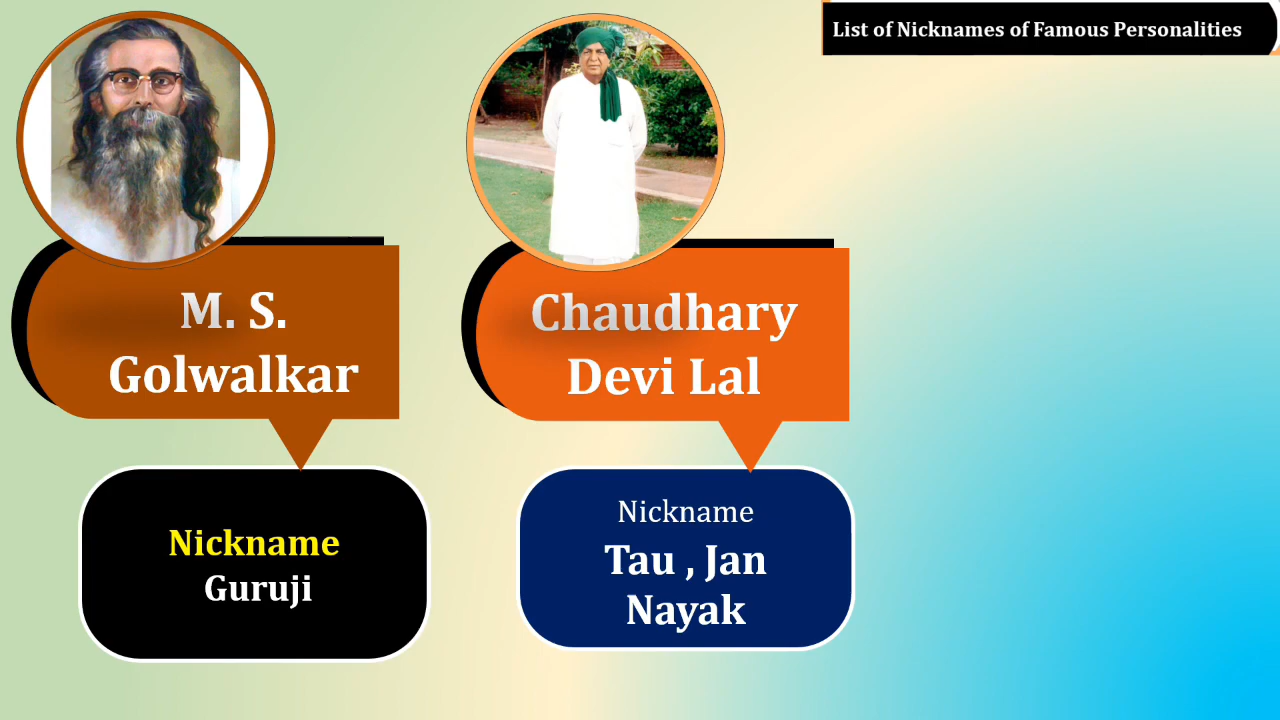 List of Nicknames of Famous Personalities
M. S.
Golwalkar
Nickname
Guruji
Chaudhary
Devi Lal
Nickname
Tau , Jan
Nayak